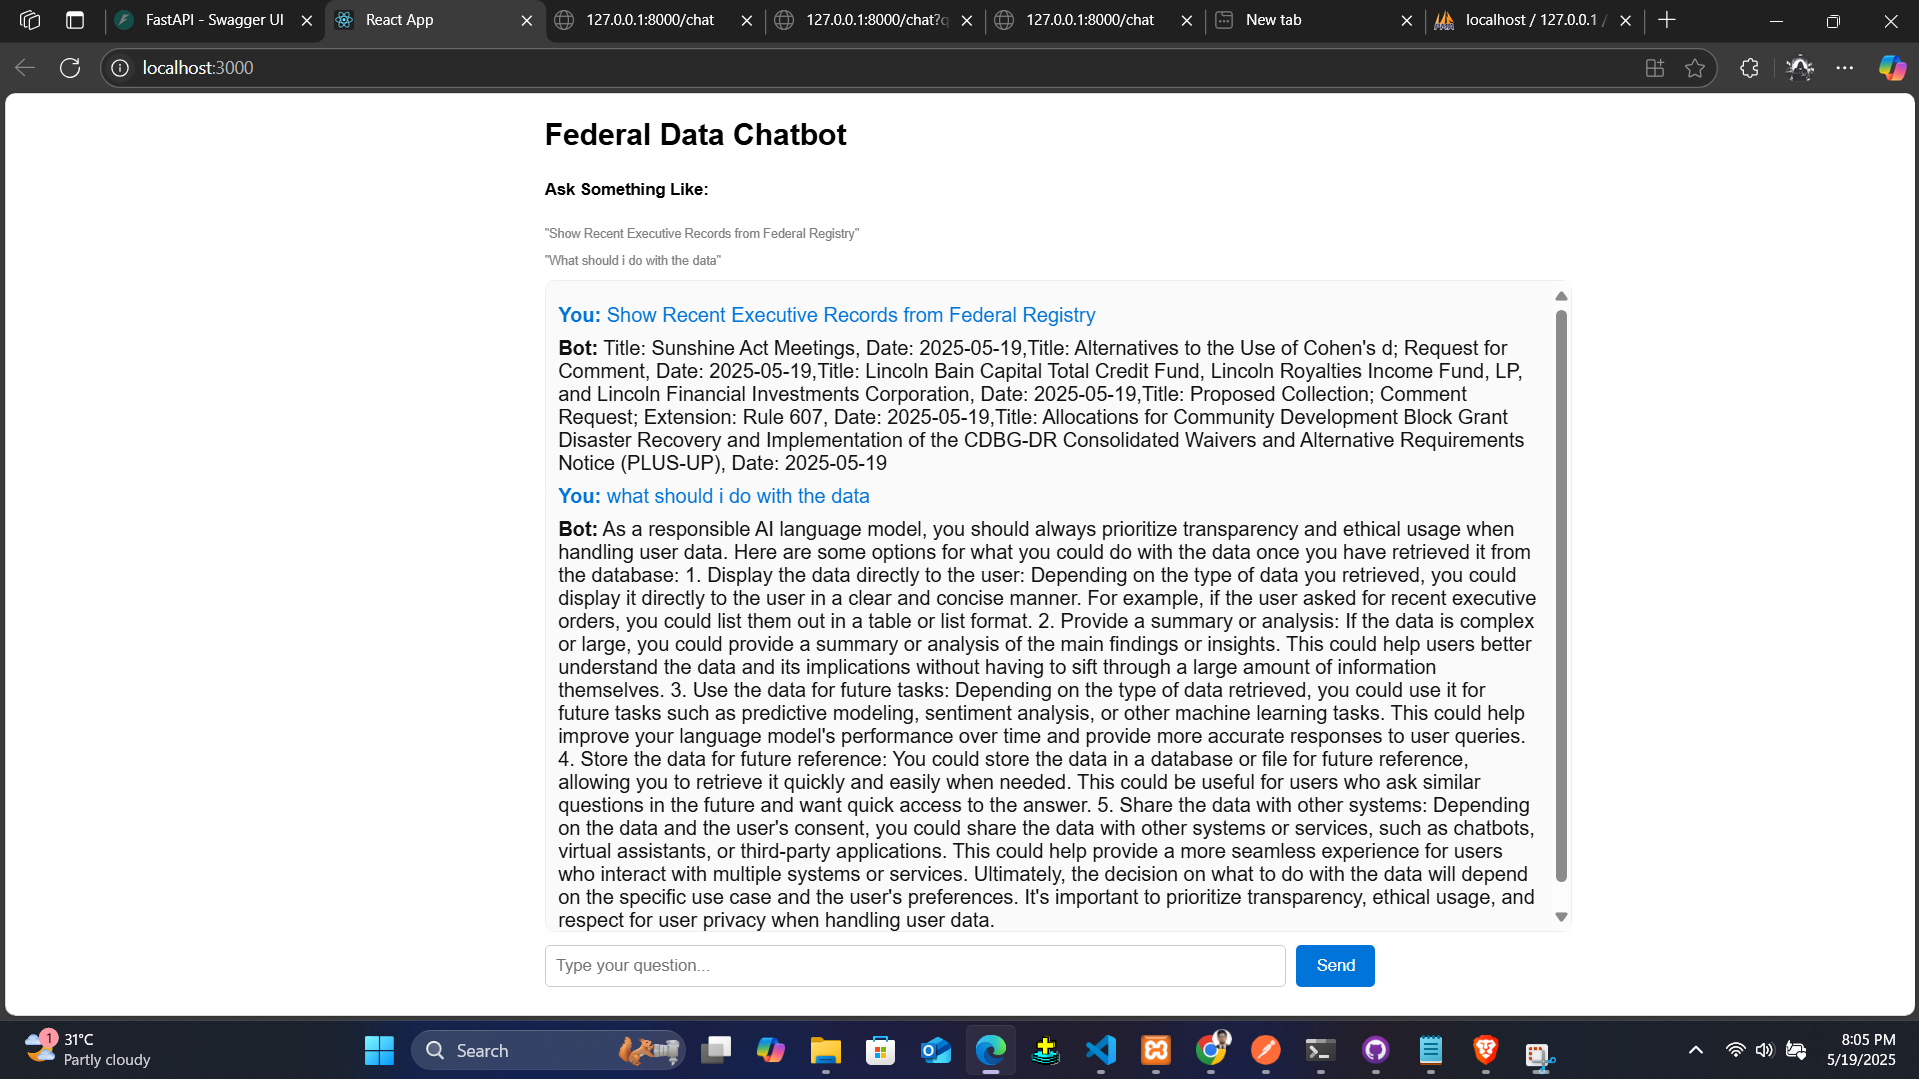 FastAPI - Swagger UI
React App
127.0.0.1:8000/chat
127.0.0.1:8000/chat?q
127.0.0.1:8000/chat
New tab
localhost / 127.0.0.1 /
localhost:3000
Federal Data Chatbot
Ask Something Like:
"Show Recent Executive Records from Federal Registry"
"What should i do with the data"
You: Show Recent Executive Records from Federal Registry
Bot: Title: Sunshine Act Meetings, Date: 2025-05-19,Title: Alternatives to the Use of Cohen's d; Request for
Comment, Date: 2025-05-19,Title: Lincoln Bain Capital Total Credit Fund, Lincoln Royalties Income Fund, LP,
and Lincoln Financial Investments Corporation, Date: 2025-05-19,Title: Proposed Collection; Comment
Request; Extension: Rule 607, Date: 2025-05-19,Title: Allocations for Community Development Block Grant
Disaster Recovery and Implementation of the CDBG-DR Consolidated Waivers and Alternative Requirements
Notice (PLUS-UP), Date: 2025-05-19
You: what should i do with the data
Bot: As a responsible AI language model, you should always prioritize transparency and ethical usage when
handling user data. Here are some options for what you could do with the data once you have retrieved it from
the database: 1. Display the data directly to the user: Depending on the type of data you retrieved, you could
display it directly to the user in a clear and concise manner. For example, if the user asked for recent executive
orders, you could list them out in a table or list format. 2. Provide a summary or analysis: If the data is complex
or large, you could provide a summary or analysis of the main findings or insights. This could help users better
understand the data and its implications without having to sift through a large amount of information
themselves. 3. Use the data for future tasks: Depending on the type of data retrieved, you could use it for
future tasks such as predictive modeling, sentiment analysis, or other machine learning tasks. This could help
improve your language model's performance over time and provide more accurate responses to user queries.
4. Store the data for future reference: You could store the data in a database or file for future reference,
allowing you to retrieve it quickly and easily when needed. This could be useful for users who ask similar
questions in the future and want quick access to the answer. 5. Share the data with other systems: Depending
on the data and the user's consent, you could share the data with other systems or services, such as chatbots,
virtual assistants, or third-party applications. This could help provide a more seamless experience for users
who interact with multiple systems or services. Ultimately, the decision on what to do with the data will depend
on the specific use case and the user's preferences. It's important to prioritize transparency, ethical usage, and
respect for user privacy when handling user data.
Type your question...
Send
1
31°C
Partly cloudy
Search
8:05 PM
5/19/2025